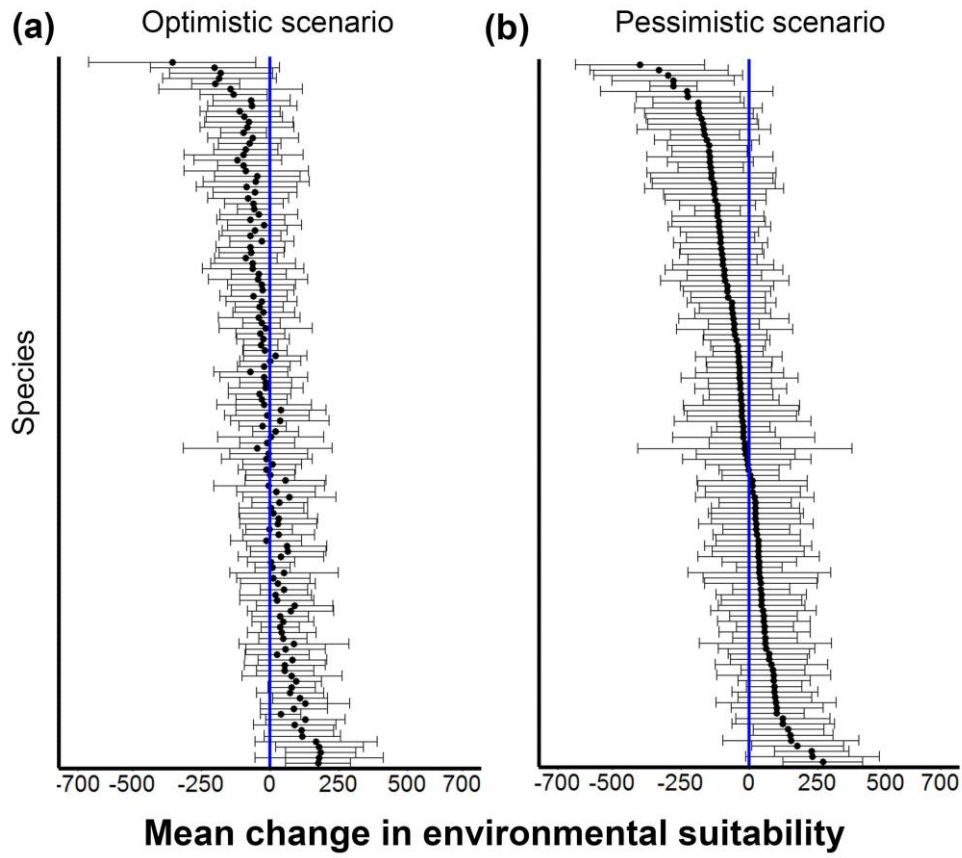 (a) Optimistic scenario (b) Pessimistic scenario
Species
-700 -500 -250 0 250 500 700 -700 -500 -250 0 250 500 700
Mean change in environmental suitability